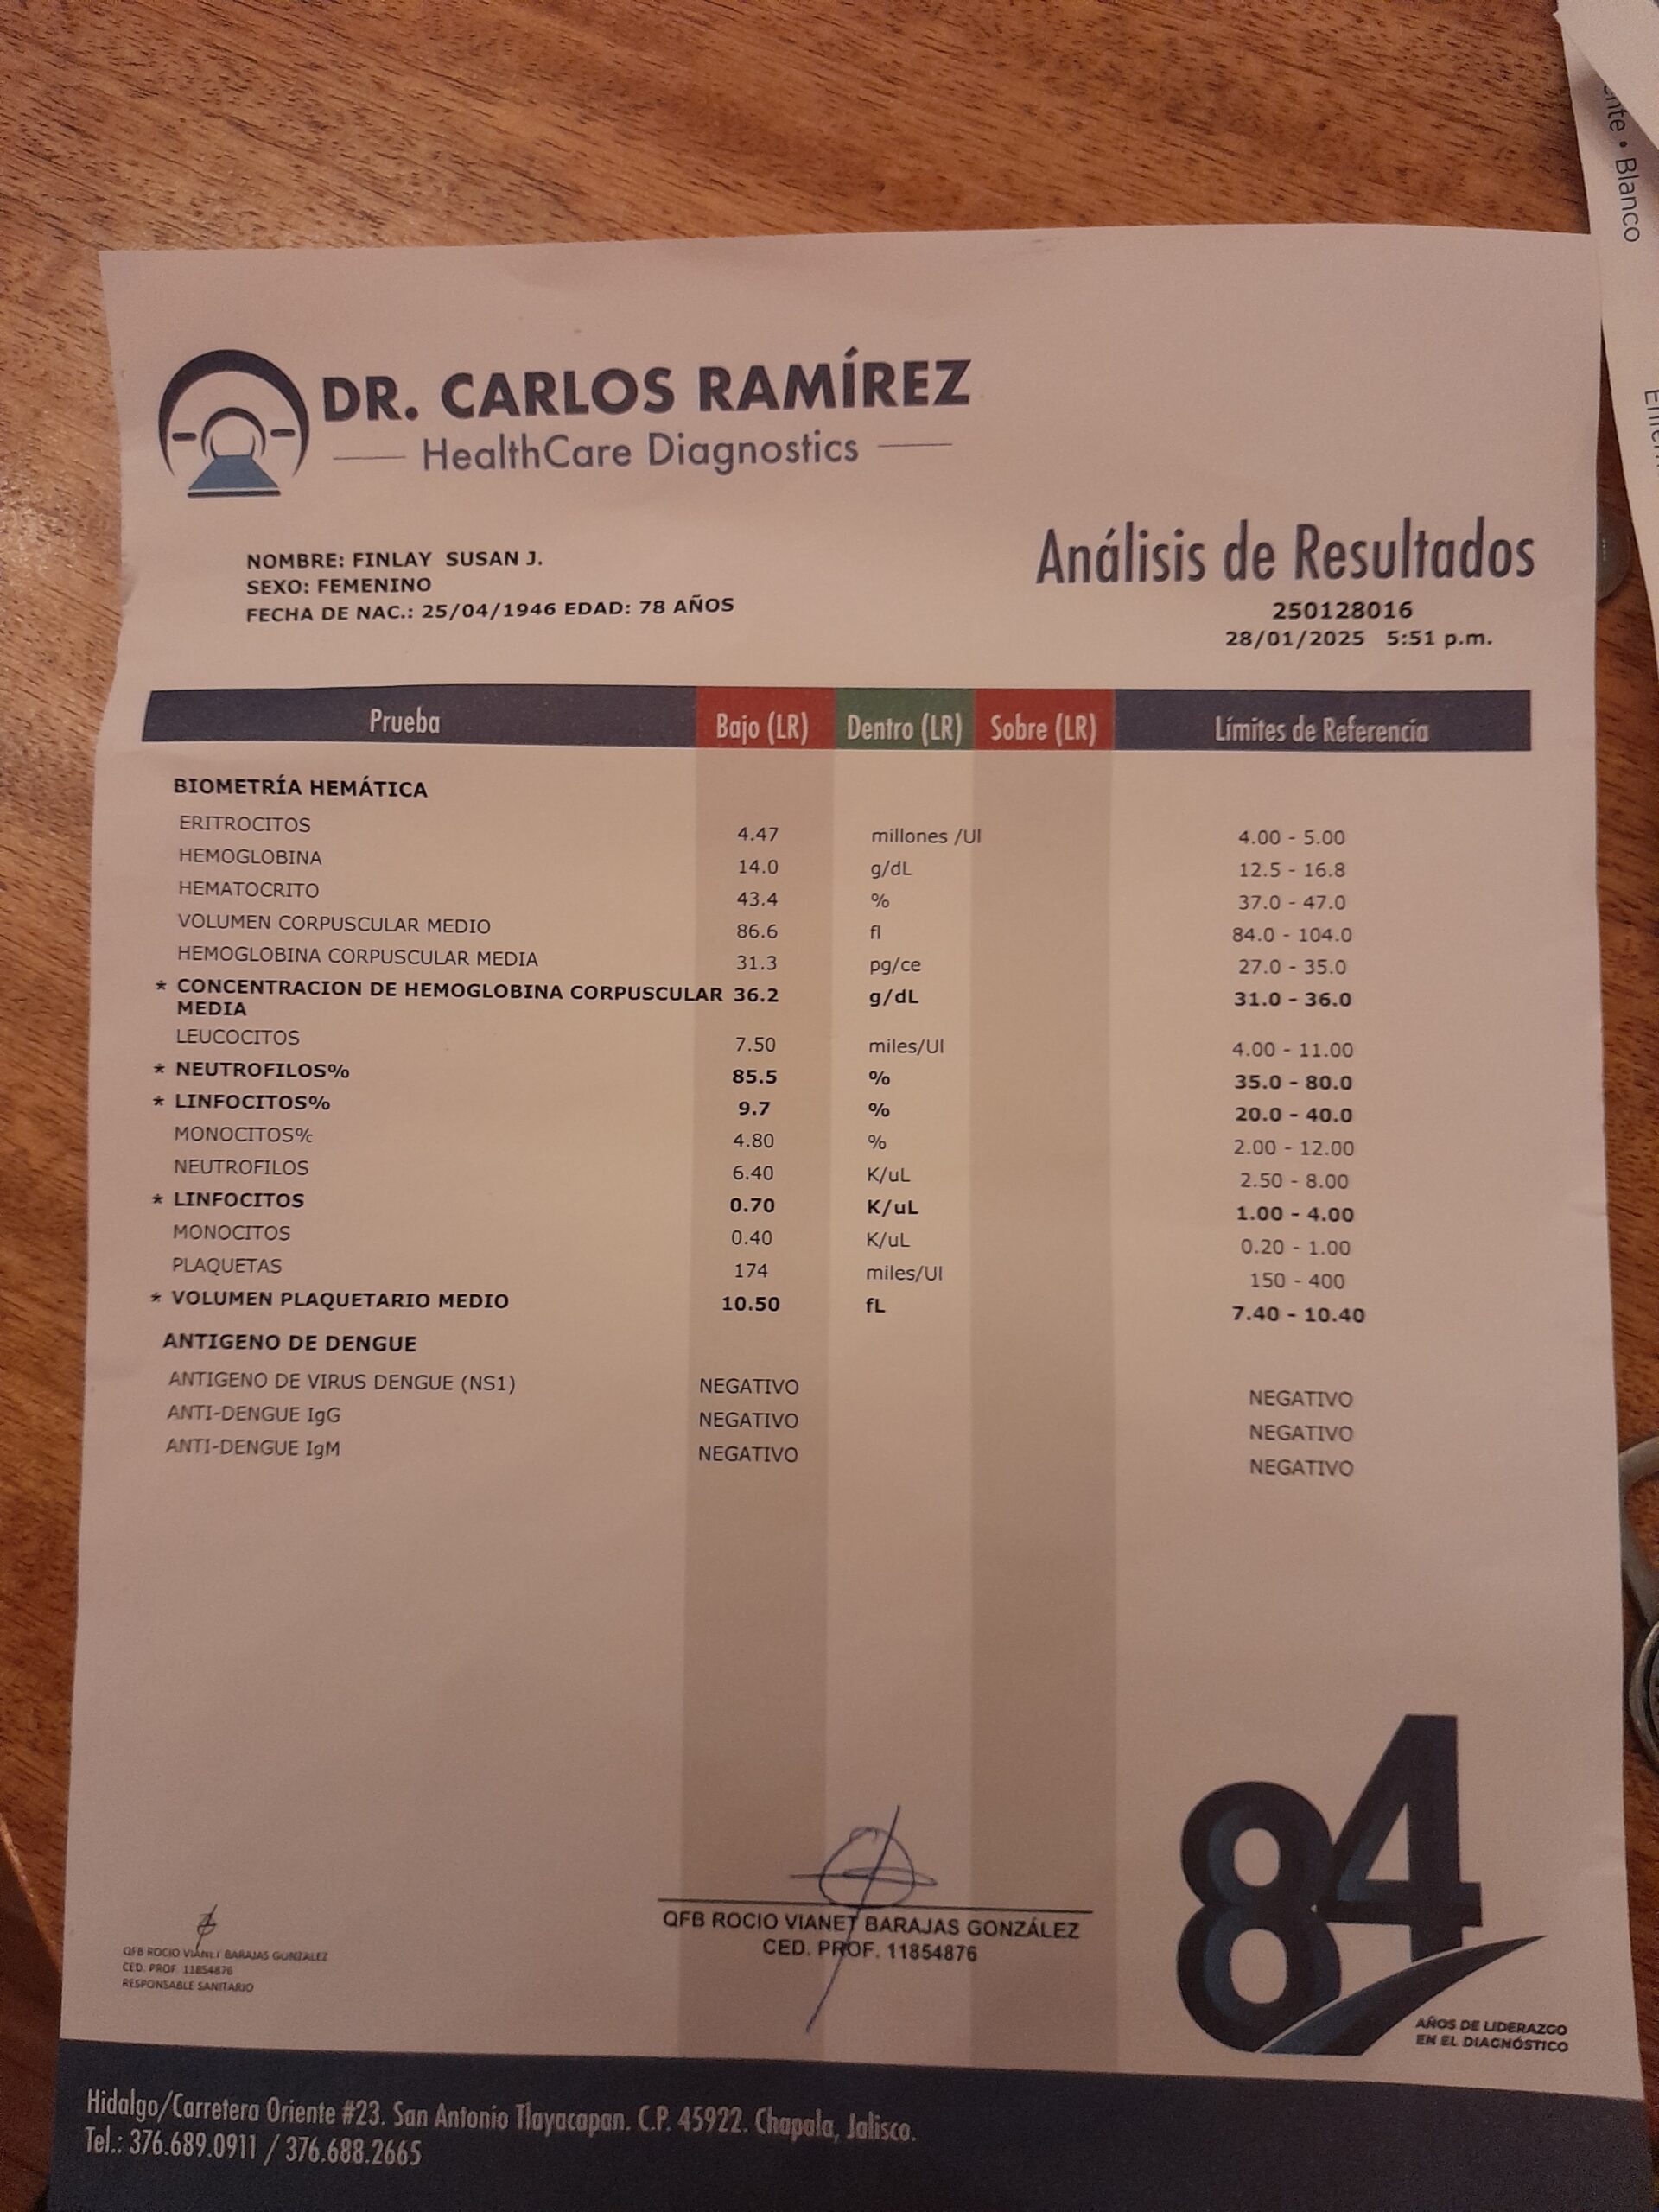 nte • Blanco
DR. CARLOS RAMÍREZ
HealthCare Diagnostics
NOMBRE: FINLAY SUSAN J.
SEXO: FEMENINO
FECHA DE NAC.: 25/04/1946 EDAD: 78 AÑOS
Análisis de Resultados
250128016
28/01/2025 5:51 p.m.
Prueba Bajo (LR) Dentro (LR) Sobre (LR) Límites de Referencia
BIOMETRÍA HEMÁTICA
ERITROCITOS 4.47 millones /Ul 4.00 - 5.00
HEMOGLOBINA 14.0 g/dL 12.5 - 16.8
HEMATOCRITO 43.4 % 37.0 - 47.0
VOLUMEN CORPUSCULAR MEDIO 86.6 fl 84.0 - 104.0
HEMOGLOBINA CORPUSCULAR MEDIA 31.3 pg/ce 27.0 - 35.0
* CONCENTRACION DE HEMOGLOBINA CORPUSCULAR 36.2 g/dL 31.0 - 36.0
MEDIA
LEUCOCITOS 7.50 miles/Ul 4.00 - 11.00
* NEUTROFILOS% 85.5 % 35.0 - 80.0
* LINFOCITOS% 9.7 % 20.0 - 40.0
MONOCITOS% 4.80 % 2.00 - 12.00
NEUTROFILOS 6.40 K/uL 2.50 - 8.00
* LINFOCITOS 0.70 K/uL 1.00 - 4.00
MONOCITOS 0.40 K/uL 0.20 - 1.00
PLAQUETAS 174 miles/Ul 150 - 400
* VOLUMEN PLAQUETARIO MEDIO 10.50 fL 7.40 - 10.40
ANTIGENO DE DENGUE
ANTIGENO DE VIRUS DENGUE (NS1) NEGATIVO NEGATIVO
ANTI-DENGUE IgG NEGATIVO NEGATIVO
ANTI-DENGUE IgM NEGATIVO NEGATIVO
QFB ROCIO VIANET BARAJAS GONZALEZ
CED. PROF. 11854876
RESPONSABLE SANITARIO
QFB ROCIO VIANET BARAJAS GONZÁLEZ
CED. PROF. 11854876
84
AÑOS DE LIDERAZGO
EN EL DIAGNÓSTICO
Hidalgo/Carretera Oriente #23. San Antonio Tlayacapan. C.P. 45922. Chapala, Jalisco.
Tel.: 376.689.0911 / 376.688.2665